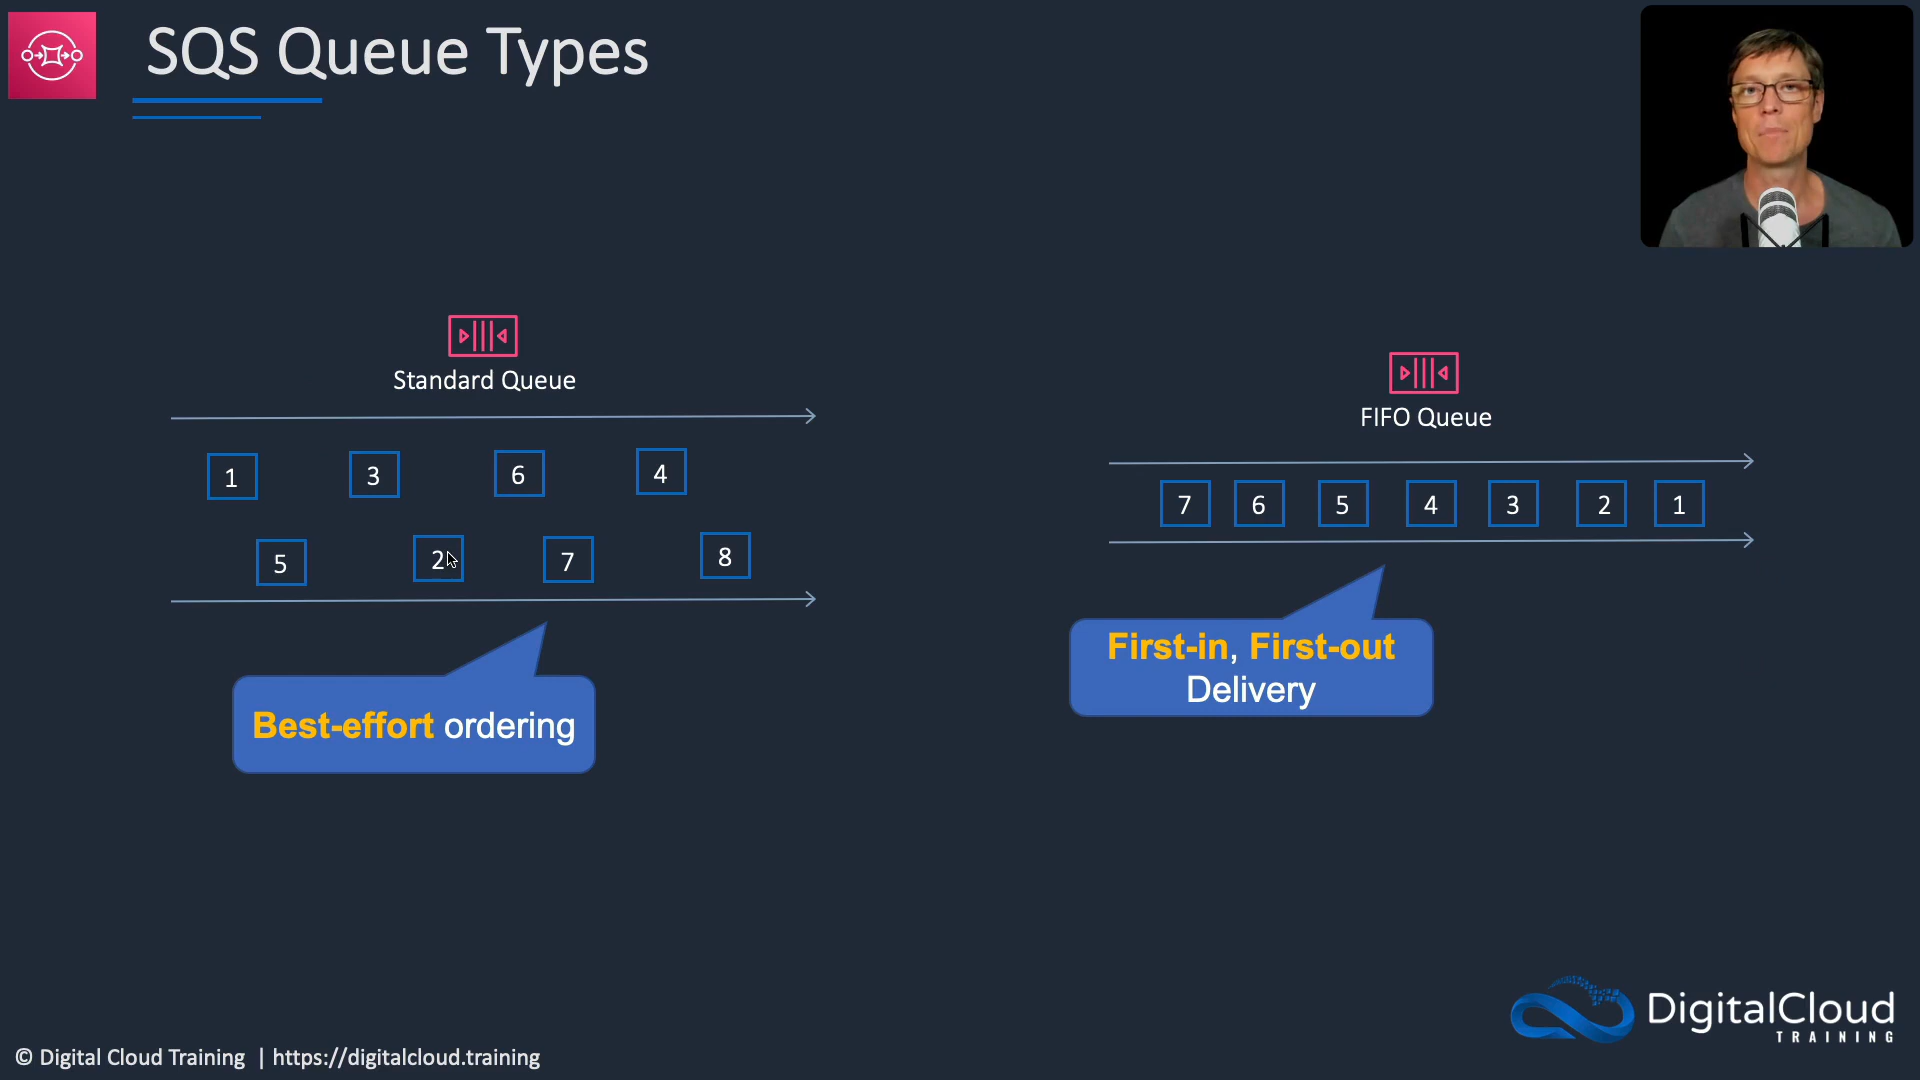 SQS Queue Types
Standard Queue
1 3 6 4
5 2 7 8
Best-effort ordering
FIFO Queue
7 6 5 4 3 2 1
First-in, First-out
Delivery
DigitalCloud
TRAINING
© Digital Cloud Training | https://digitalcloud.training